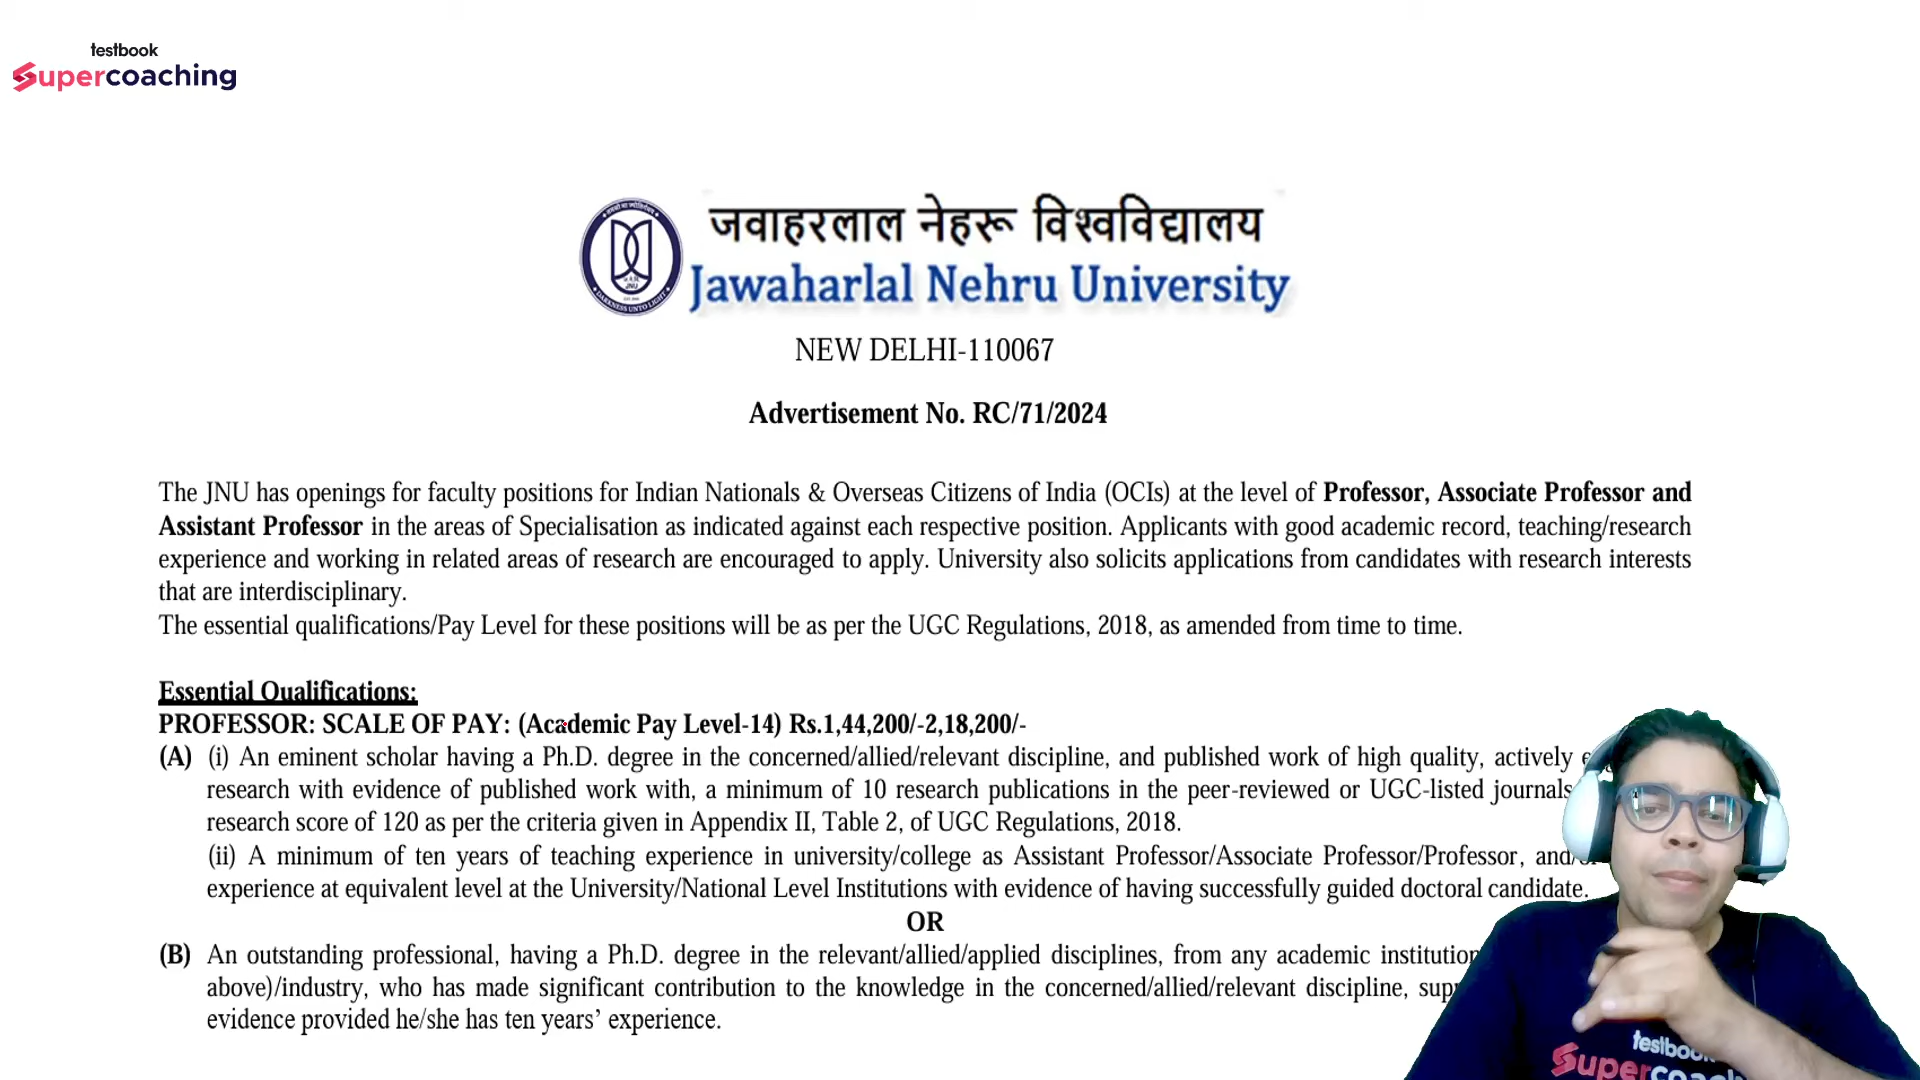 testbook
Supercoaching
जवाहरलाल नेहरू विश्वविद्यालय
Jawaharlal Nehru University
JNU
DARKNESS UNTO LIGHT
NEW DELHI-110067
Advertisement No. RC/71/2024
The JNU has openings for faculty positions for Indian Nationals & Overseas Citizens of India (OCIs) at the level of Professor, Associate Professor and
Assistant Professor in the areas of Specialisation as indicated against each respective position. Applicants with good academic record, teaching/research
experience and working in related areas of research are encouraged to apply. University also solicits applications from candidates with research interests
that are interdisciplinary.
The essential qualifications/Pay Level for these positions will be as per the UGC Regulations, 2018, as amended from time to time.
Essential Qualifications:
PROFESSOR: SCALE OF PAY: (Academic Pay Level-14) Rs.1,44,200/-2,18,200/-
(A) (i) An eminent scholar having a Ph.D. degree in the concerned/allied/relevant discipline, and published work of high quality, actively
research with evidence of published work with, a minimum of 10 research publications in the peer-reviewed or UGC-listed journals
research score of 120 as per the criteria given in Appendix II, Table 2, of UGC Regulations, 2018.
(ii) A minimum of ten years of teaching experience in university/college as Assistant Professor/Associate Professor/Professor,
experience at equivalent level at the University/National Level Institutions with evidence of having successfully guided doctoral candidate.
OR
(B) An outstanding professional, having a Ph.D. degree in the relevant/allied/applied disciplines, from any academic
above)/industry, who has made significant contribution to the knowledge in the concerned/allied/relevant discipline,
evidence provided he/she has ten years’ experience.